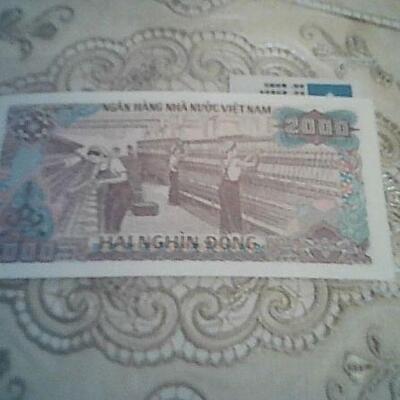 NGÂN HÀNG NHÀ NƯỚC VIỆT NAM
2000
HAI NGHÌN ĐỒNG